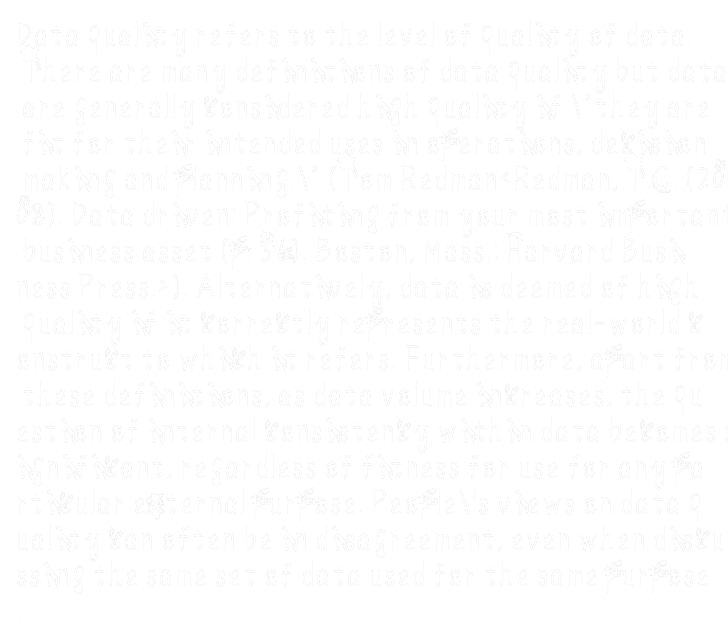 Data quality refers to the level of quality of data
There are many definitions of data quality but data
are generally considered high quality if \"they are
fit for their intended uses in operations, decision
making and planning\" (Tom Redman<Redman, T.C. (20
08). Data driven: Profiting from your most important
business asset (p. 56). Boston, Mass.: Harvard Busi
ness Press.>). Alternatively, data is deemed of high
quality if it correctly represents the real-world c
onstruct to which it refers. Furthermore, apart from
these definitions, as data volume increases, the qu
estion of internal consistency within data becomes s
ignificant, regardless of fitness for use for any pa
rticular external purpose. People\'s views on data q
uality can often be in disagreement, even when discu
ssing the same set of data used for the same purpose